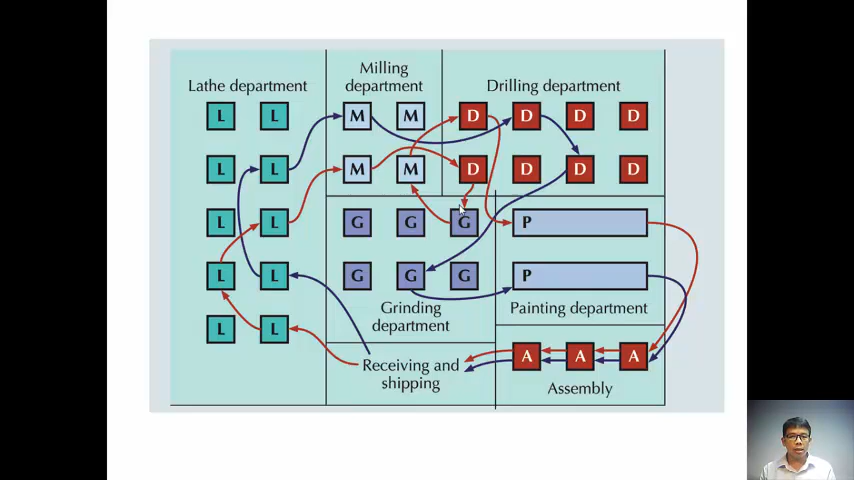 Milling
Lathe department department Drilling department
L L M M D D D D
L L M M D D D D
L L G G G P
L L G G G P
Grinding Painting department
department
L L
Receiving and A A A
shipping Assembly